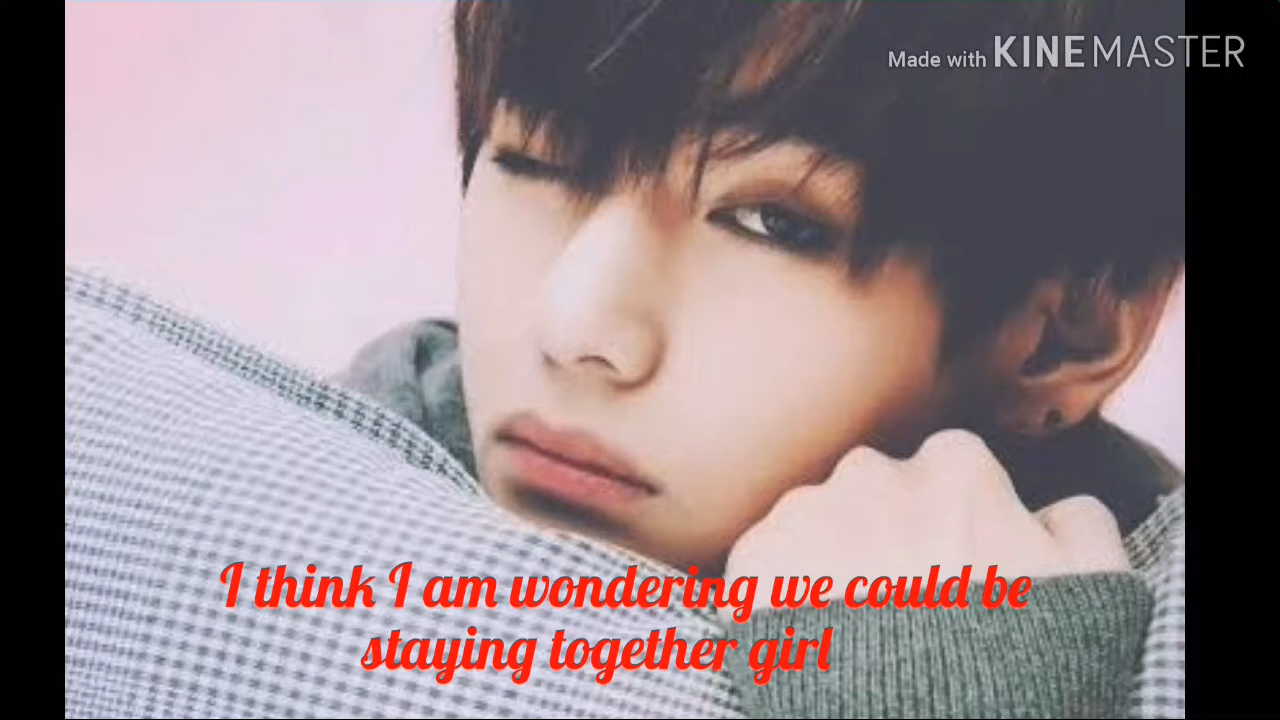 Made with KINEMASTER
I think I am wondering we could be
staying together girl